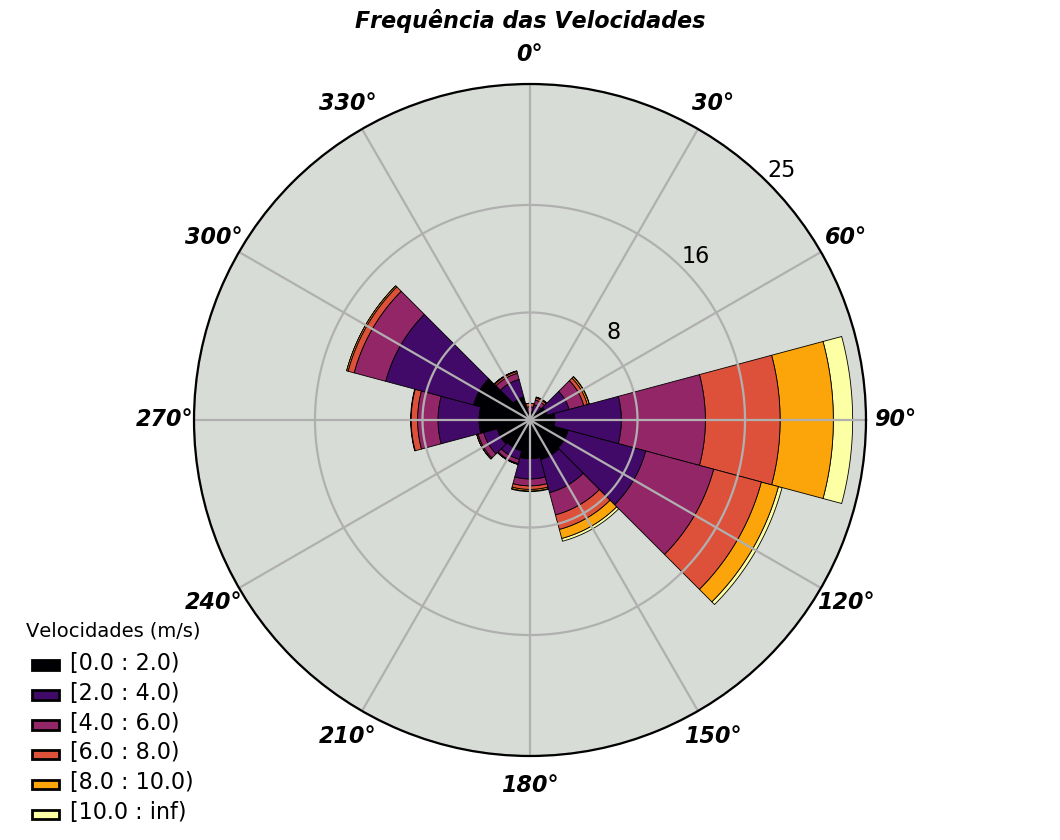 Frequência das Velocidades
0°
330°
30°
25
300°
60°
16
8
270°
90°
240°
120°
210°
150°
180°
Velocidades (m/s)
[0.0 : 2.0)
[2.0 : 4.0)
[4.0 : 6.0)
[6.0 : 8.0)
[8.0 : 10.0)
[10.0 : inf)